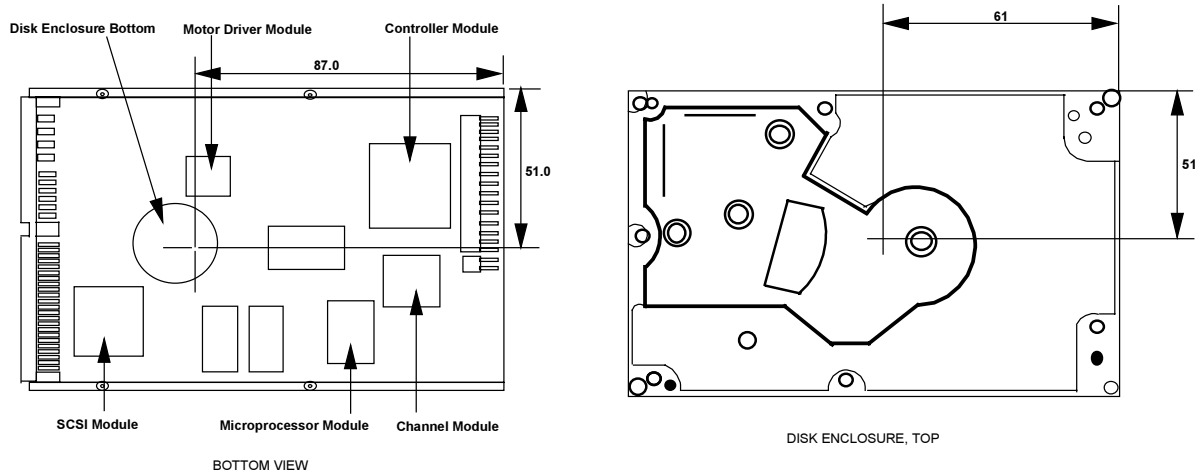 Disk Enclosure Bottom
Motor Driver Module
Controller Module
87.0
51.0
SCSI Module
Microprocessor Module
Channel Module
BOTTOM VIEW
61
51
DISK ENCLOSURE, TOP